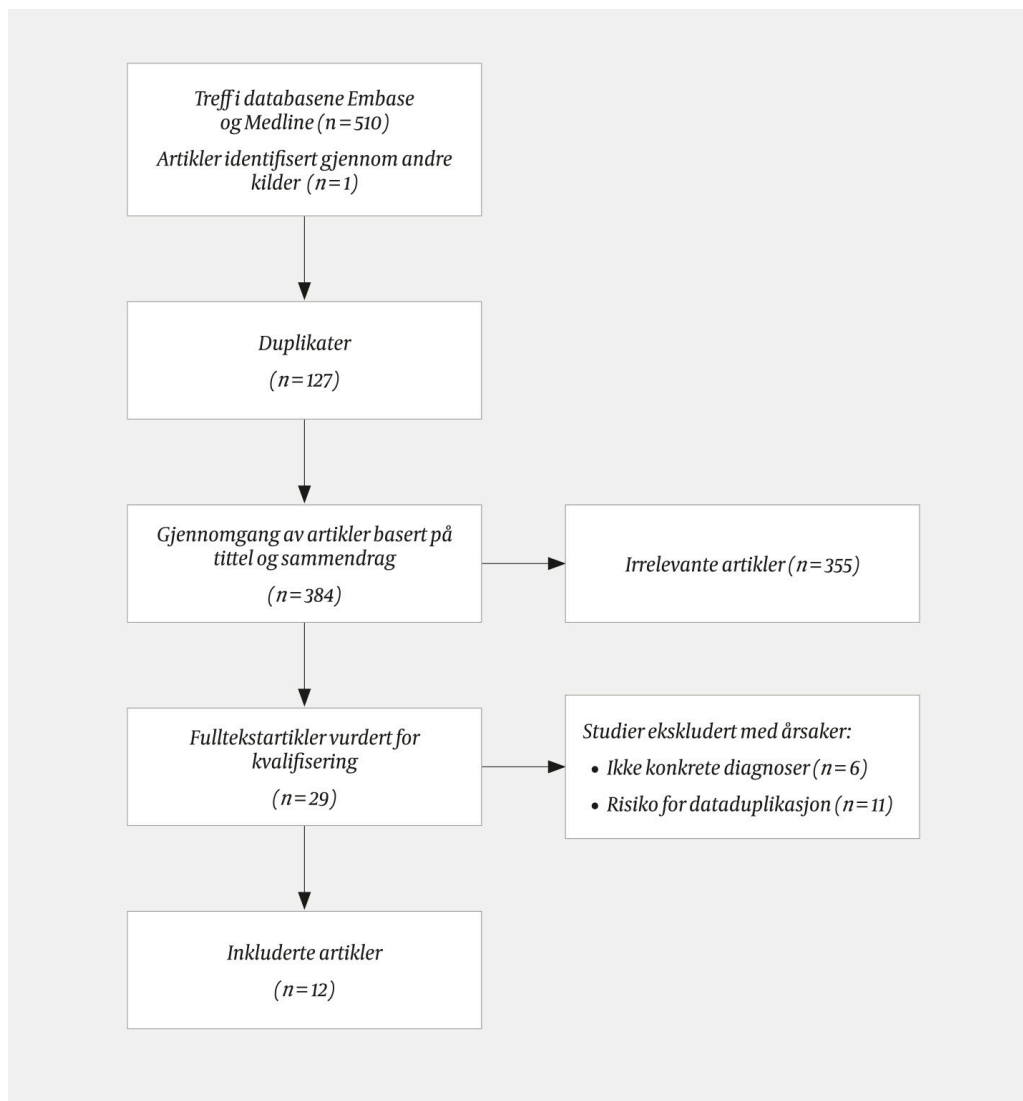 Treff i databasene Embase
og Medline (n = 510)
Artikler identifisert gjennom andre
kilder (n = 1)
Duplikater
(n = 127)
Gjennomgang av artikler basert på
tittel og sammendrag
(n = 384)
Irrelevante artikler (n = 355)
Fulltekstartikler vurdert for
kvalifisering
(n = 29)
Studier ekskludert med årsaker:
• Ikke konkrete diagnoser (n = 6)
• Risiko for dataduplikasjon (n = 11)
Inkluderte artikler
(n = 12)